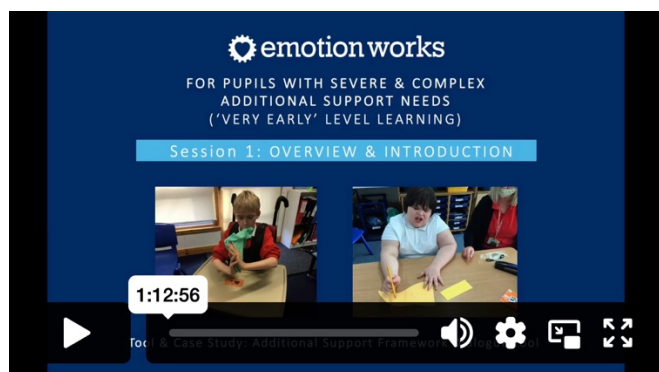 emotion works
FOR PUPILS WITH SEVERE & COMPLEX
ADDITIONAL SUPPORT NEEDS
('VERY EARLY' LEVEL LEARNING)
Session 1: OVERVIEW & INTRODUCTION
1:12:56
Tool & Case Study: Additional Support Framework